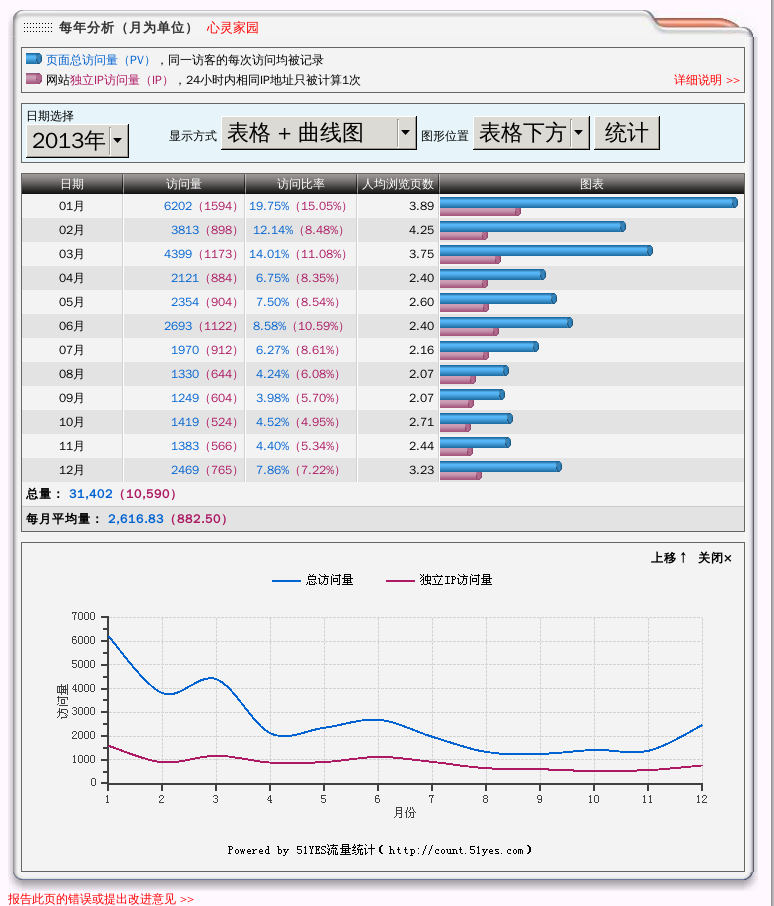 每年分析（月为单位） 心灵家园
页面总访问量（PV），同一访客的每次访问均被记录
网站独立IP访问量（IP），24小时内相同IP地址只被计算1次 详细说明 >>
日期选择
2013年 显示方式 表格 + 曲线图 图形位置 表格下方 统计
日期 访问量 访问比率 人均浏览页数 图表
01月 6202（1594） 19.75%（15.05%） 3.89
02月 3813（898） 12.14%（8.48%） 4.25
03月 4399（1173） 14.01%（11.08%） 3.75
04月 2121（884） 6.75%（8.35%） 2.40
05月 2354（904） 7.50%（8.54%） 2.60
06月 2693（1122） 8.58%（10.59%） 2.40
07月 1970（912） 6.27%（8.61%） 2.16
08月 1330（644） 4.24%（6.08%） 2.07
09月 1249（604） 3.98%（5.70%） 2.07
10月 1419（524） 4.52%（4.95%） 2.71
11月 1383（566） 4.40%（5.34%） 2.44
12月 2469（765） 7.86%（7.22%） 3.23
总量： 31,402（10,590）
每月平均量： 2,616.83（882.50）
上移↑ 关闭×
总访问量 独立IP访问量
7000
6000
5000
4000
3000
2000
1000
0
访问量
1 2 3 4 5 6 7 8 9 10 11 12
月份
Powered by 51YES流量统计( http://count.51yes.com )
报告此页的错误或提出改进意见 >>